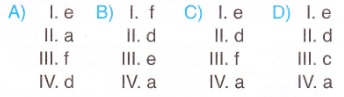 A) I. e B) I. f C) I. e D) I. e
II. a II. d II. d II. d
III. f III. e III. f III. c
IV. d IV. a IV. a IV. a